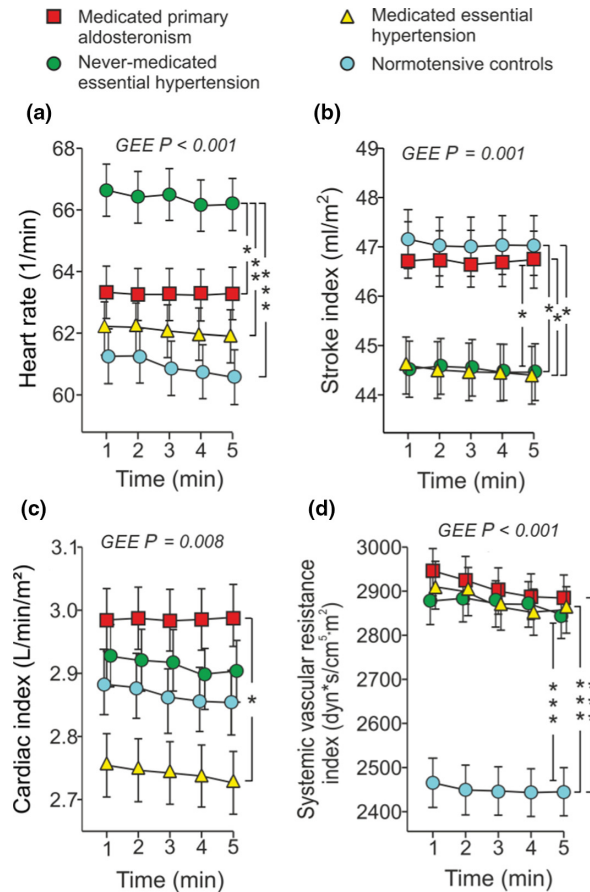 Medicated primary
aldosteronism
Never-medicated
essential hypertension
Medicated essential
hypertension
Normotensive controls
(a)
GEE P < 0.001
Heart rate (1/min)
68
66
64
62
60
1 2 3 4 5
Time (min)
*
**
***
(b)
GEE P = 0.001
Stroke index (ml/m²)
49
48
47
46
45
44
1 2 3 4 5
Time (min)
*
*
*
*
(c)
GEE P = 0.008
Cardiac index (L/min/m²)
3.1
3.0
2.9
2.8
2.7
1 2 3 4 5
Time (min)
*
(d)
GEE P < 0.001
Systemic vascular resistance
index (dyn*s/cm⁵·m²)
3000
2900
2800
2700
2600
2500
2400
1 2 3 4 5
Time (min)
***
***